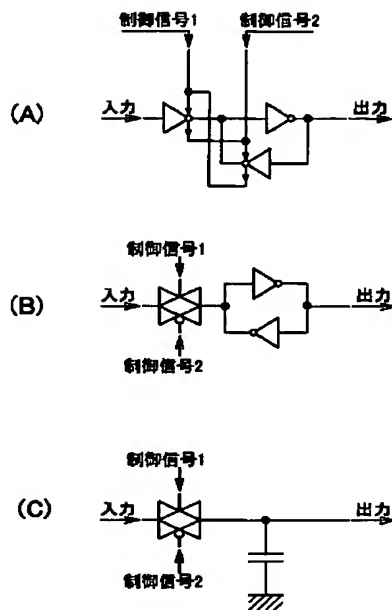 制御信号1 制御信号2
(A) 入力 出力
制御信号1
(B) 入力 出力
制御信号2
制御信号1
(C) 入力 出力
制御信号2